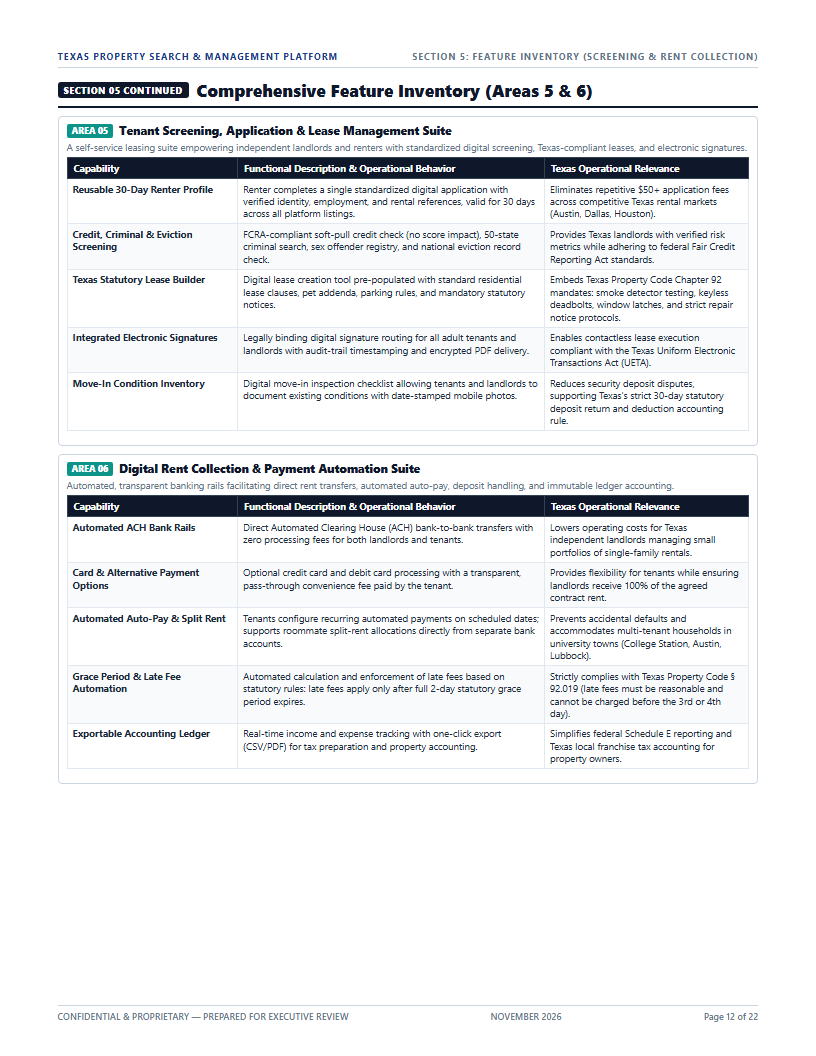 TEXAS PROPERTY SEARCH & MANAGEMENT PLATFORM
SECTION 5: FEATURE INVENTORY (SCREENING & RENT COLLECTION)
SECTION 05 CONTINUED
Comprehensive Feature Inventory (Areas 5 & 6)
AREA 05
Tenant Screening, Application & Lease Management Suite
A self-service leasing suite empowering independent landlords and renters with standardized digital screening, Texas-compliant leases, and electronic signatures.
Capability
Functional Description & Operational Behavior
Texas Operational Relevance
Reusable 30-Day Renter Profile
Renter completes a single standardized digital application with
verified identity, employment, and rental references, valid for 30 days
across all platform listings.
Eliminates repetitive $50+ application fees
across competitive Texas rental markets
(Austin, Dallas, Houston).
Credit, Criminal & Eviction
Screening
FCRA-compliant soft-pull credit check (no score impact), 50-state
criminal search, sex offender registry, and national eviction record
check.
Provides Texas landlords with verified risk
metrics while adhering to federal Fair Credit
Reporting Act standards.
Texas Statutory Lease Builder
Digital lease creation tool pre-populated with standard residential
lease clauses, pet addenda, parking rules, and mandatory statutory
notices.
Embeds Texas Property Code Chapter 92
mandates: smoke detector testing, keyless
deadbolts, window latches, and strict repair
notice protocols.
Integrated Electronic Signatures
Legally binding digital signature routing for all adult tenants and
landlords with audit-trail timestamping and encrypted PDF delivery.
Enables contactless lease execution
compliant with the Texas Uniform Electronic
Transactions Act (UETA).
Move-In Condition Inventory
Digital move-in inspection checklist allowing tenants and landlords to
document existing conditions with date-stamped mobile photos.
Reduces security deposit disputes,
supporting Texas's strict 30-day statutory
deposit return and deduction accounting
rule.
AREA 06
Digital Rent Collection & Payment Automation Suite
Automated, transparent banking rails facilitating direct rent transfers, automated auto-pay, deposit handling, and immutable ledger accounting.
Capability
Functional Description & Operational Behavior
Texas Operational Relevance
Automated ACH Bank Rails
Direct Automated Clearing House (ACH) bank-to-bank transfers with
zero processing fees for both landlords and tenants.
Lowers operating costs for Texas
independent landlords managing small
portfolios of single-family rentals.
Card & Alternative Payment
Options
Optional credit card and debit card processing with a transparent,
pass-through convenience fee paid by the tenant.
Provides flexibility for tenants while ensuring
landlords receive 100% of the agreed
contract rent.
Automated Auto-Pay & Split Rent
Tenants configure recurring automated payments on scheduled dates;
supports roommate split-rent allocations directly from separate bank
accounts.
Prevents accidental defaults and
accommodates multi-tenant households in
university towns (College Station, Austin,
Lubbock).
Grace Period & Late Fee
Automation
Automated calculation and enforcement of late fees based on
statutory rules: late fees apply only after full 2-day statutory grace
period expires.
Strictly complies with Texas Property Code §
92.019 (late fees must be reasonable and
cannot be charged before the 3rd or 4th
day).
Exportable Accounting Ledger
Real-time income and expense tracking with one-click export
(CSV/PDF) for tax preparation and property accounting.
Simplifies federal Schedule E reporting and
Texas local franchise tax accounting for
property owners.
CONFIDENTIAL & PROPRIETARY — PREPARED FOR EXECUTIVE REVIEW
NOVEMBER 2026
Page 12 of 22